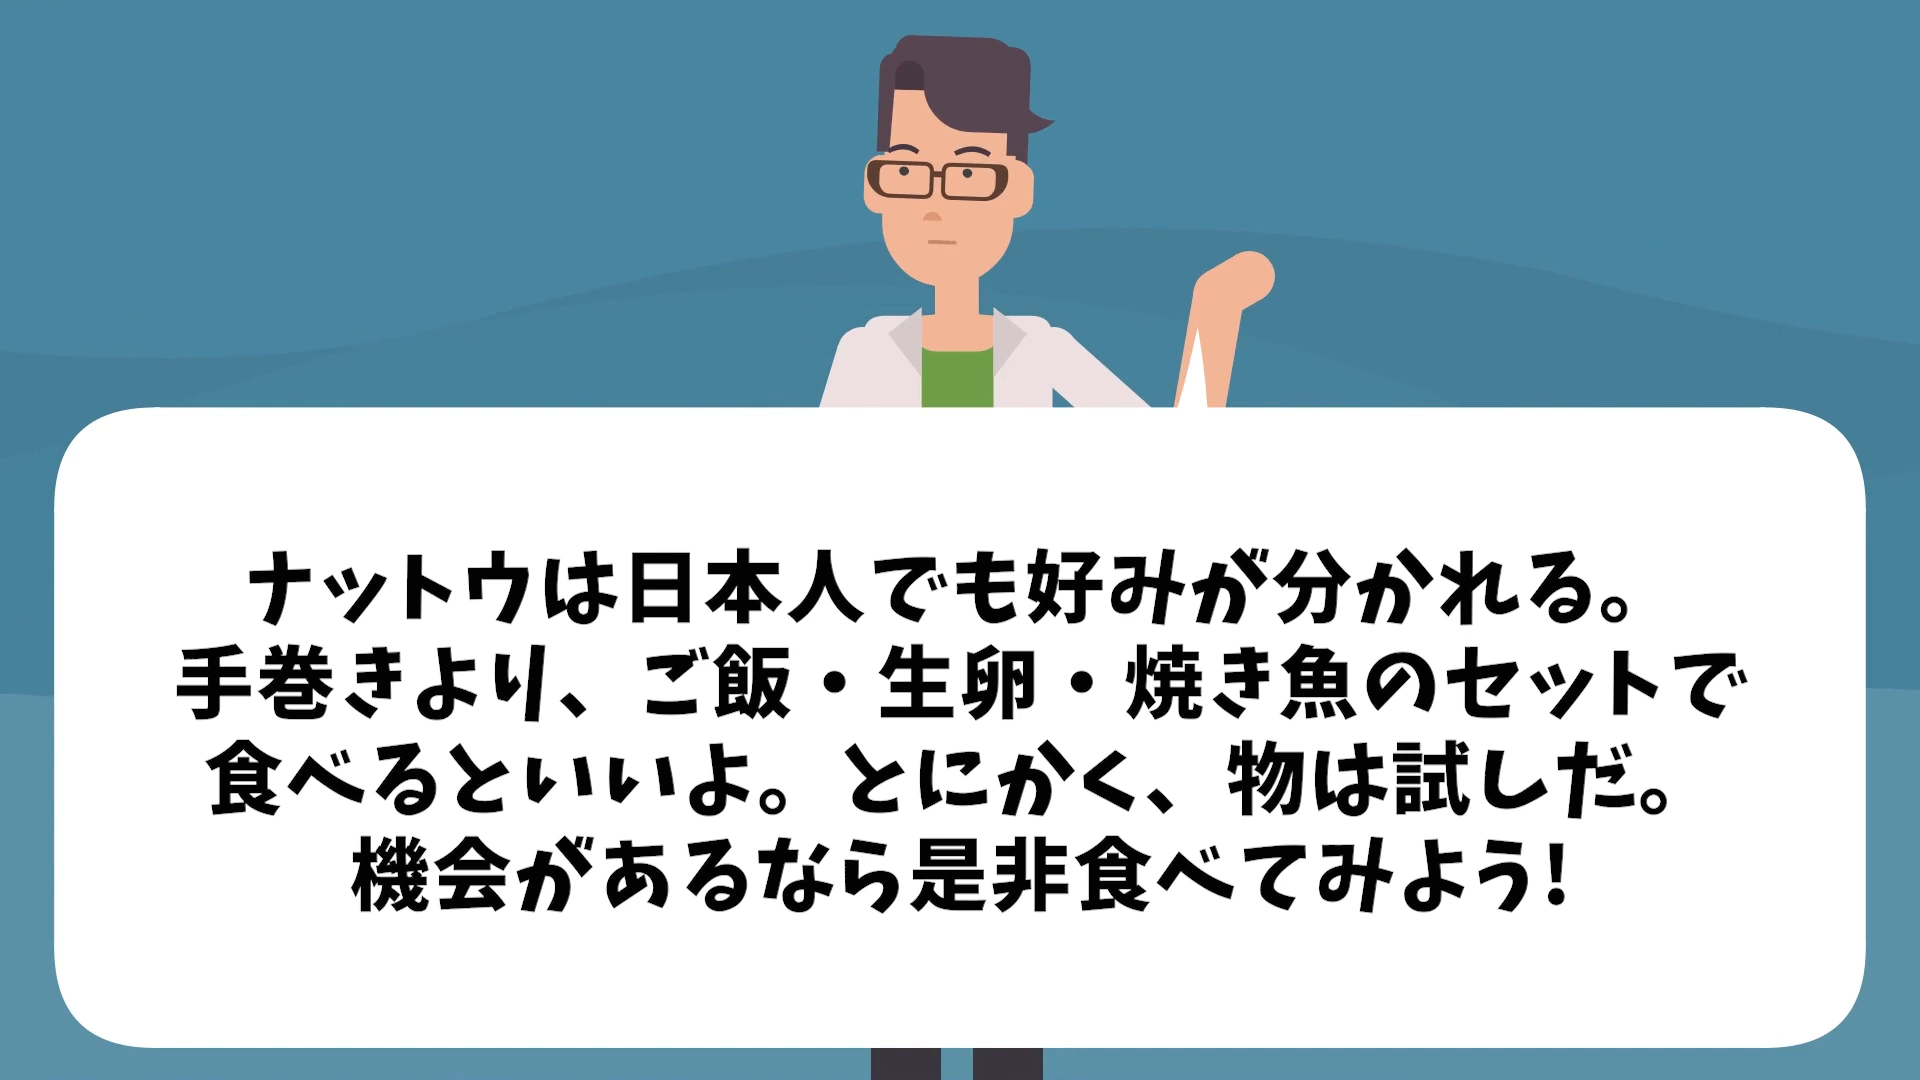 ナットウは日本人でも好みが分かれる。
手巻きより、ご飯・生卵・焼き魚のセットで
食べるといいよ。とにかく、物は試しだ。
機会があるなら是非食べてみよう!